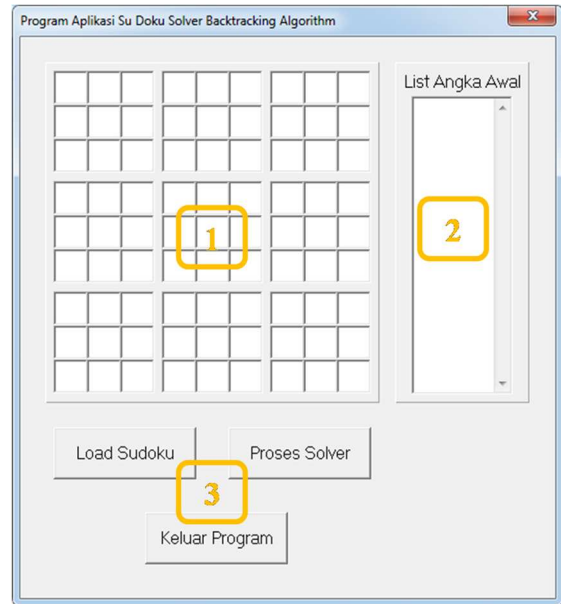 Program Aplikasi Su Doku Solver Backtracking Algorithm
List Angka Awal
1
2
Load Sudoku
Proses Solver
3
Keluar Program